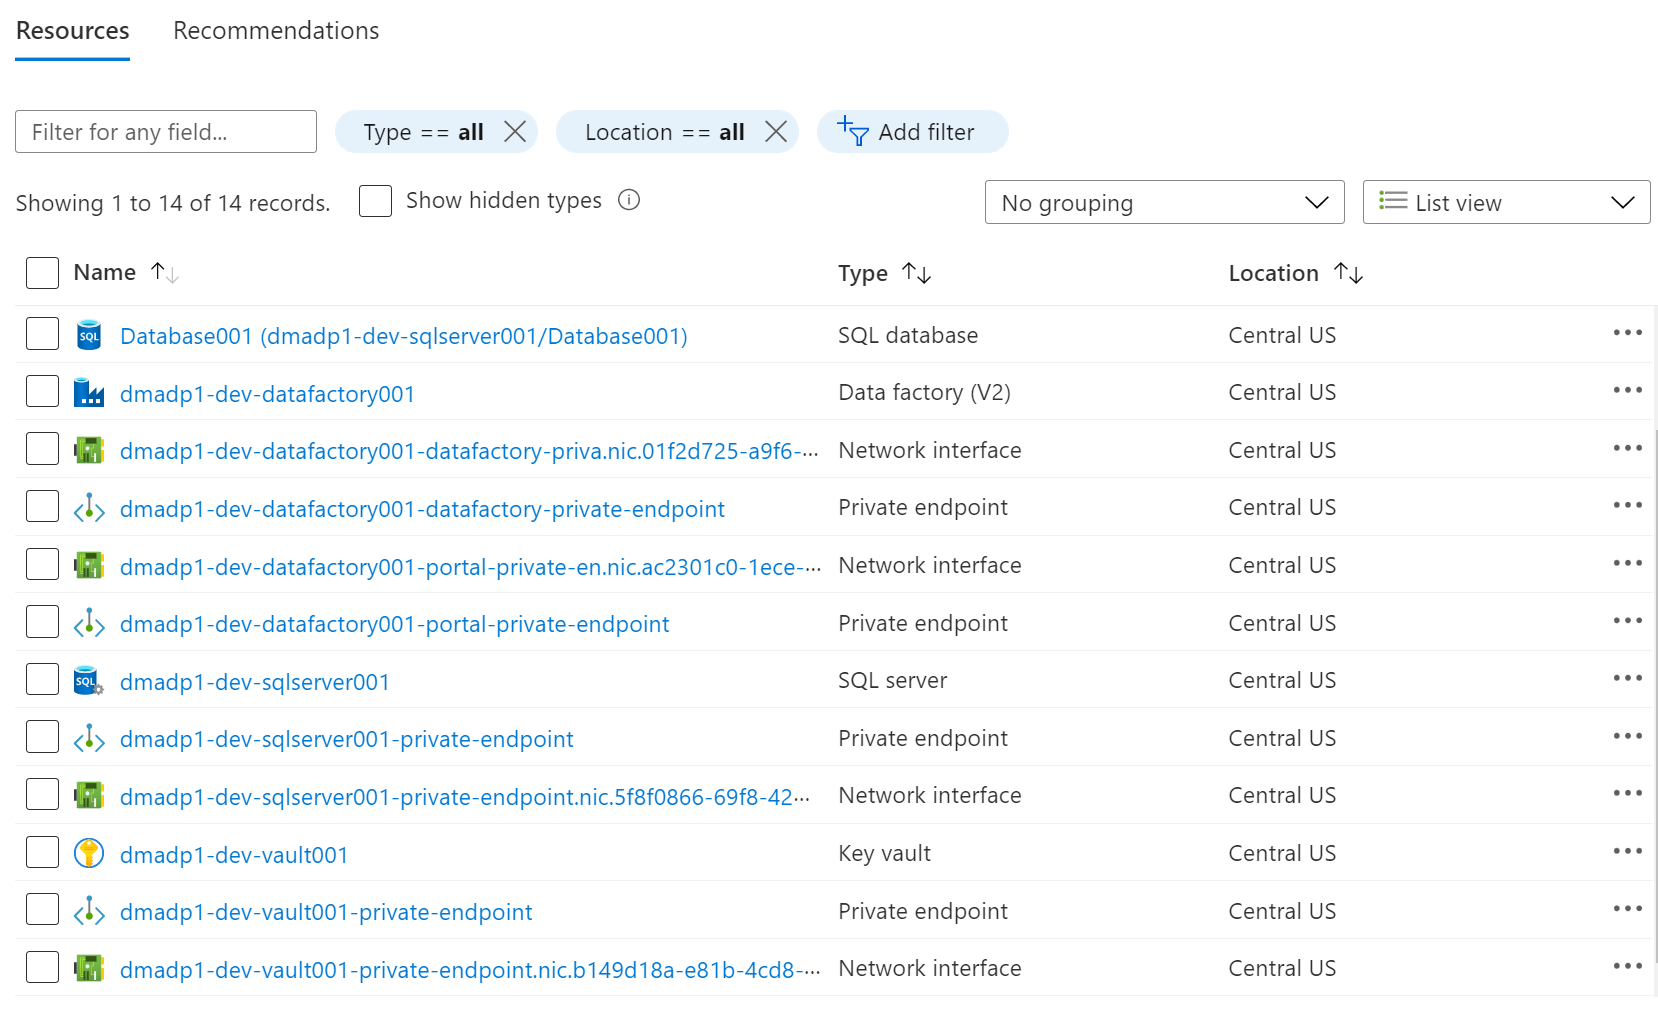 Resources Recommendations
Filter for any field... Type == all Location == all Add filter
Showing 1 to 14 of 14 records. Show hidden types No grouping List view
Name Type Location
SQL Database001 (dmadp1-dev-sqlserver001/Database001) SQL database Central US
dmadp1-dev-datafactory001 Data factory (V2) Central US
dmadp1-dev-datafactory001-datafactory-priva.nic.01f2d725-a9f6-... Network interface Central US
dmadp1-dev-datafactory001-datafactory-private-endpoint Private endpoint Central US
dmadp1-dev-datafactory001-portal-private-en.nic.ac2301c0-1ece-... Network interface Central US
dmadp1-dev-datafactory001-portal-private-endpoint Private endpoint Central US
SQL dmadp1-dev-sqlserver001 SQL server Central US
dmadp1-dev-sqlserver001-private-endpoint Private endpoint Central US
dmadp1-dev-sqlserver001-private-endpoint.nic.5f8f0866-69f8-42... Network interface Central US
dmadp1-dev-vault001 Key vault Central US
dmadp1-dev-vault001-private-endpoint Private endpoint Central US
dmadp1-dev-vault001-private-endpoint.nic.b149d18a-e81b-4cd8-... Network interface Central US